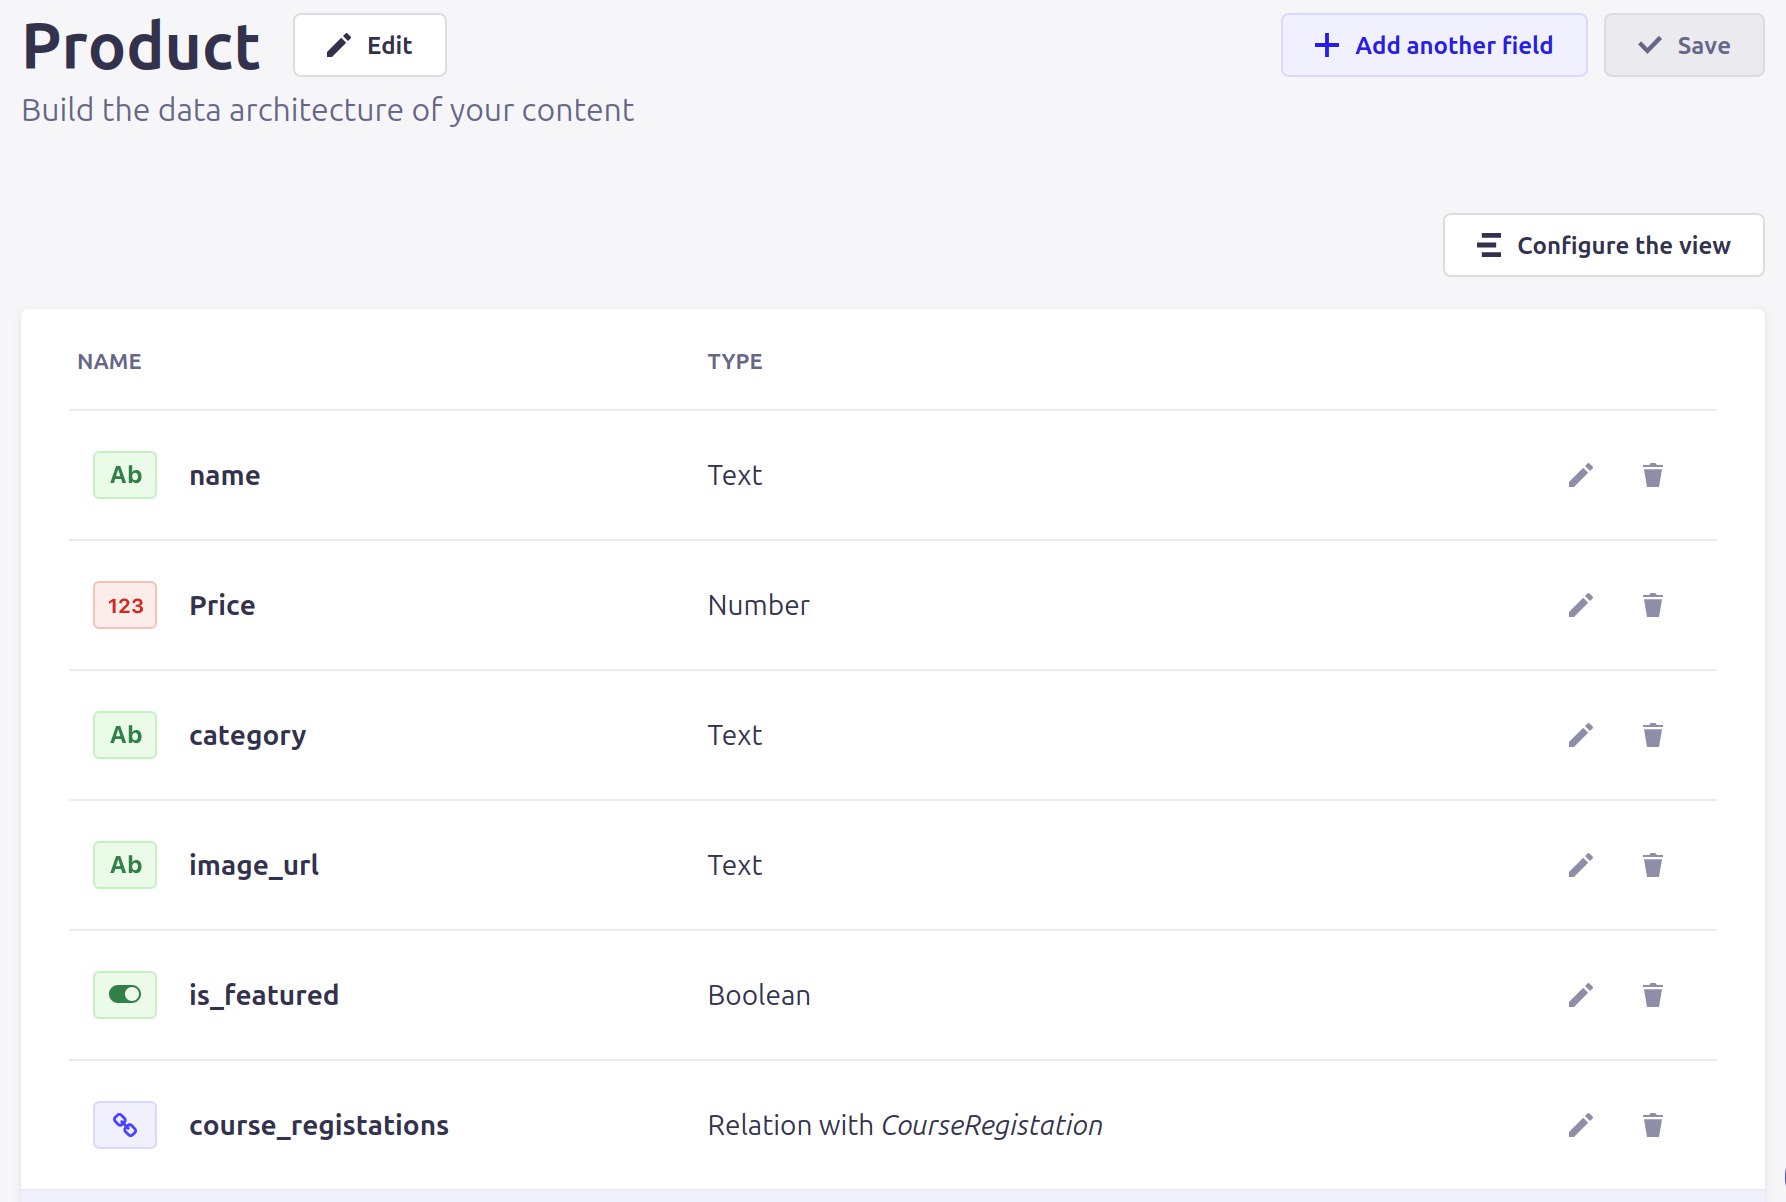 Product
Edit
Add another field
Save
Build the data architecture of your content
Configure the view
NAME TYPE
Ab name Text
123 Price Number
Ab category Text
Ab image_url Text
is_featured Boolean
course_registations Relation with CourseRegistation